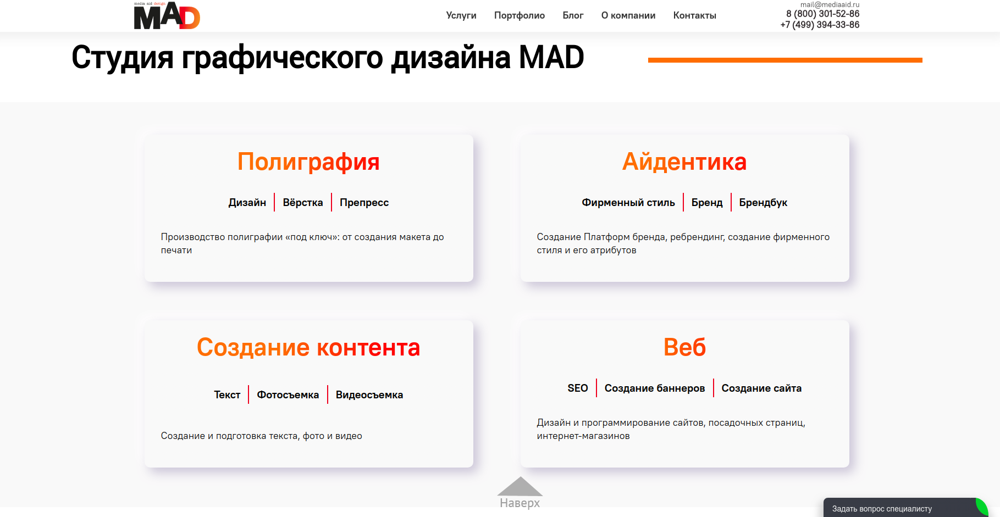 media aid design
MAD
Услуги
Портфолио
Блог
О компании
Контакты
mail@mediaaid.ru
8 (800) 301-52-86
+7 (499) 394-33-86
Студия графического дизайна MAD
Полиграфия
Дизайн
Вёрстка
Препресс
Производство полиграфии «под ключ»: от создания макета до
печати
Айдентика
Фирменный стиль
Бренд
Брендбук
Создание Платформ бренда, ребрендинг, создание фирменного
стиля и его атрибутов
Создание контента
Текст
Фотосъемка
Видеосъемка
Создание и подготовка текста, фото и видео
Веб
SEO
Создание баннеров
Создание сайта
Дизайн и программирование сайтов, посадочных страниц,
интернет-магазинов
Наверх
Задать вопрос специалисту